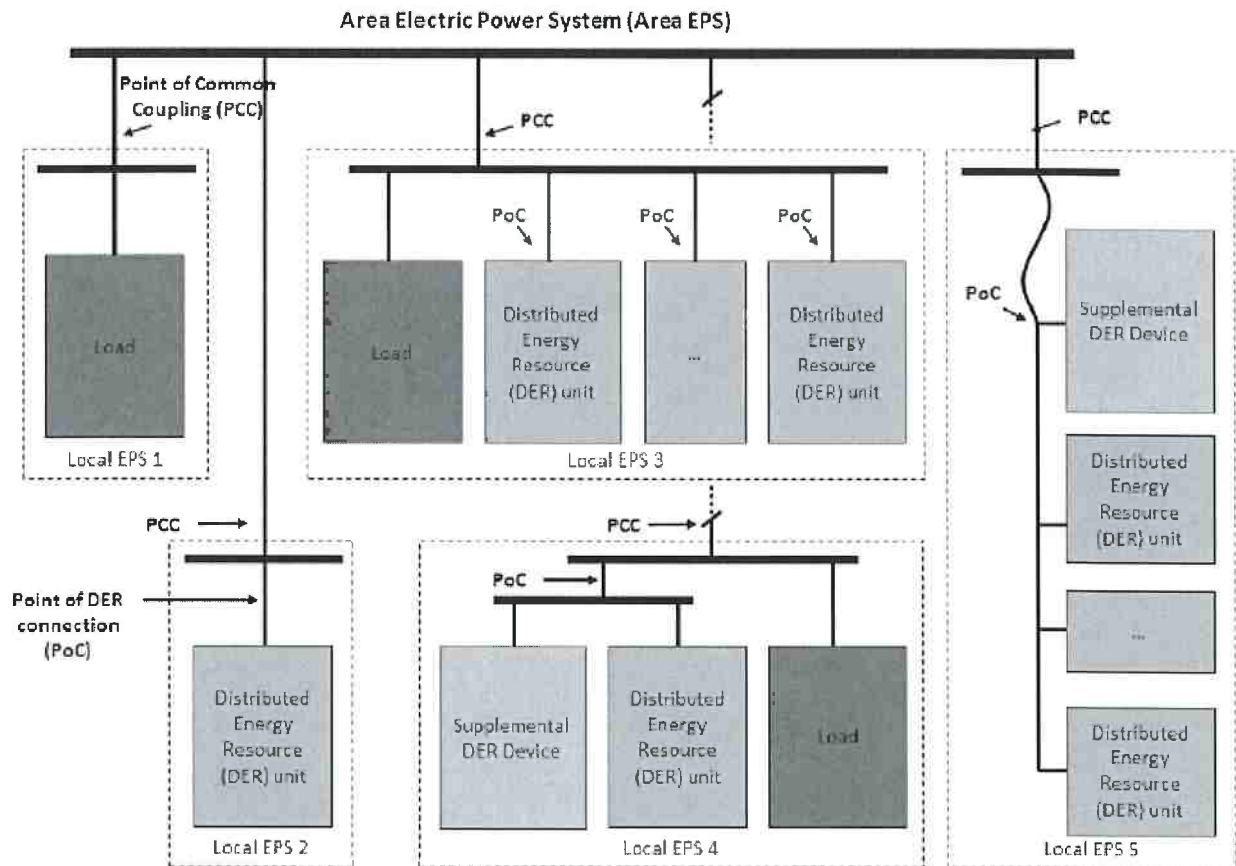 Area Electric Power System (Area EPS)
Point of Common
Coupling (PCC)
PCC
PCC
PoC
PoC
PoC
Load
Load
Distributed
Energy
Resource
(DER) unit
...
Distributed
Energy
Resource
(DER) unit
PoC
Supplemental
DER Device
Local EPS 1
Local EPS 3
Distributed
Energy
Resource
(DER) unit
PCC
PCC
PoC
Point of DER
connection
(PoC)
...
Distributed
Energy
Resource
(DER) unit
Supplemental
DER Device
Distributed
Energy
Resource
(DER) unit
Load
Distributed
Energy
Resource
(DER) unit
Local EPS 2
Local EPS 4
Local EPS 5